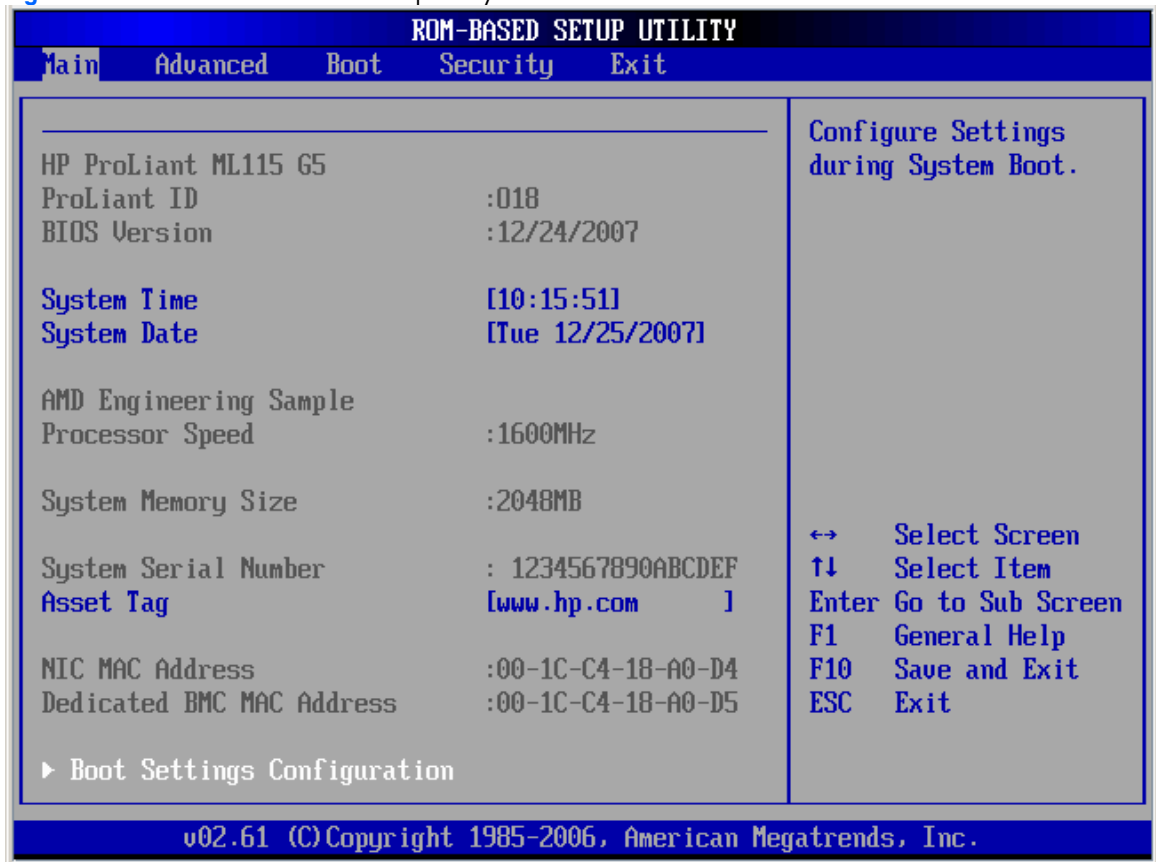 ROM-BASED SETUP UTILITY
Main Advanced Boot Security Exit
HP ProLiant ML115 G5
ProLiant ID :O18
BIOS Version :12/24/2007
System Time [10:15:51]
System Date [Tue 12/25/2007]
AMD Engineering Sample
Processor Speed :1600MHz
System Memory Size :2048MB
System Serial Number : 1234567890ABCDEF
Asset Tag [www.hp.com ]
NIC MAC Address :00-1C-C4-18-A0-D4
Dedicated BMC MAC Address :00-1C-C4-18-A0-D5
▶ Boot Settings Configuration
Configure Settings
during System Boot.
↔ Select Screen
↑↓ Select Item
Enter Go to Sub Screen
F1 General Help
F10 Save and Exit
ESC Exit
v02.61 (C)Copyright 1985-2006, American Megatrends, Inc.